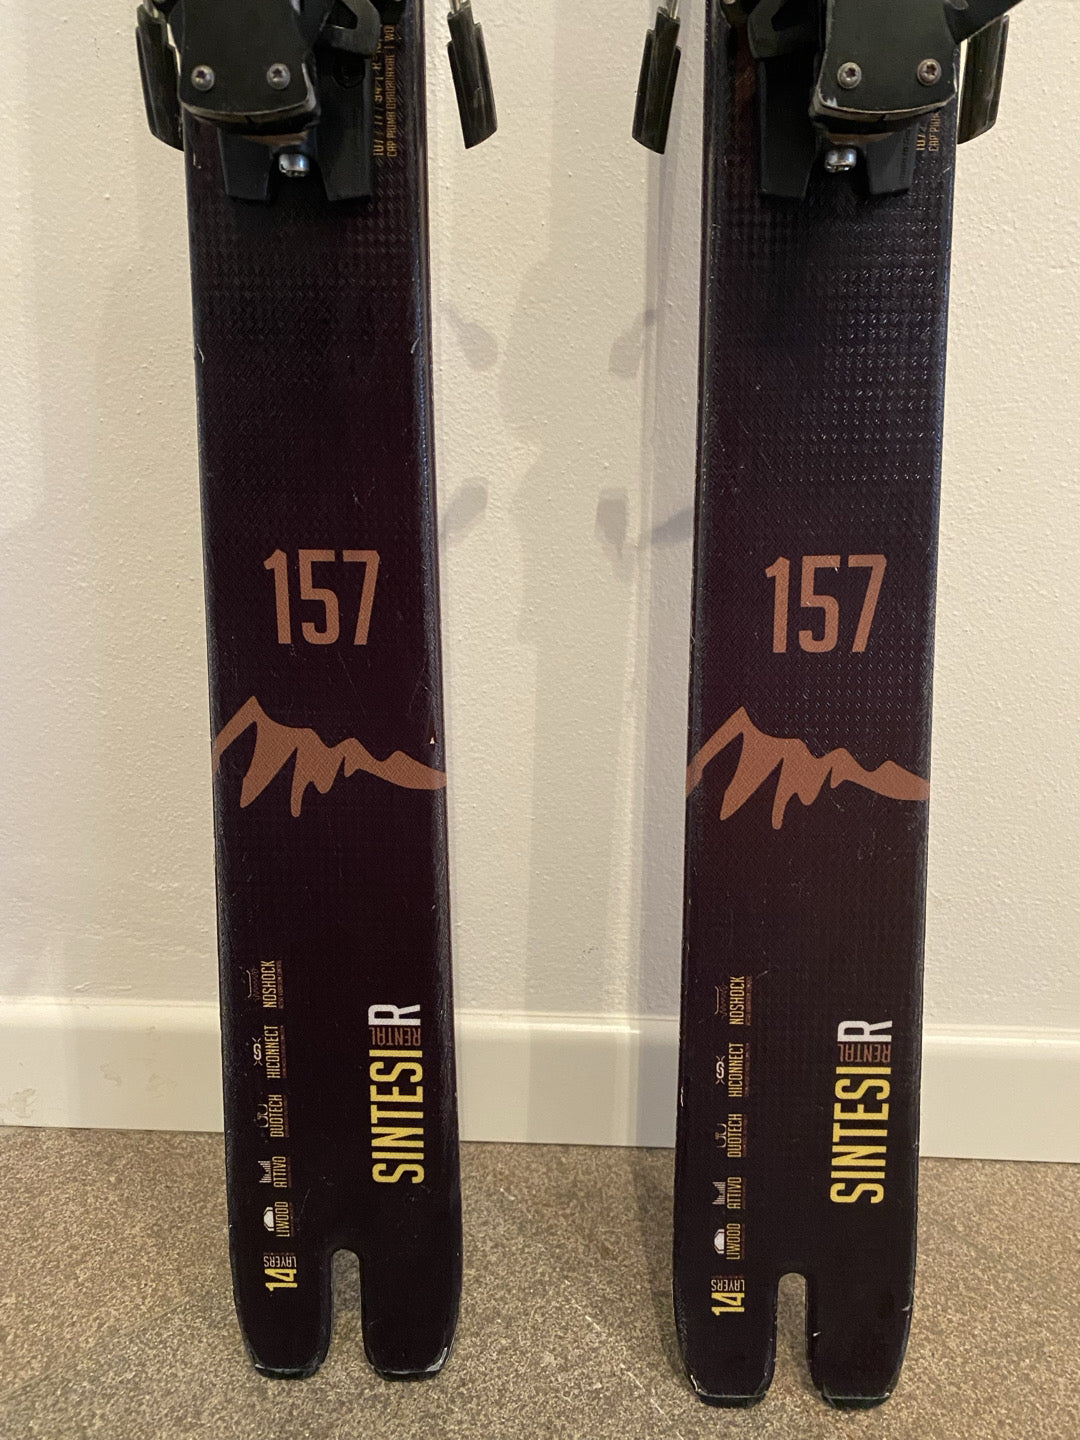 157
NOSHOCK
HICONNECT
DUOTECH
ATTIVO
LIWOOD
14 LAYERS
SINTESI R
RENTAL
157
NOSHOCK
HICONNECT
DUOTECH
ATTIVO
LIWOOD
14 LAYERS
SINTESI R
RENTAL